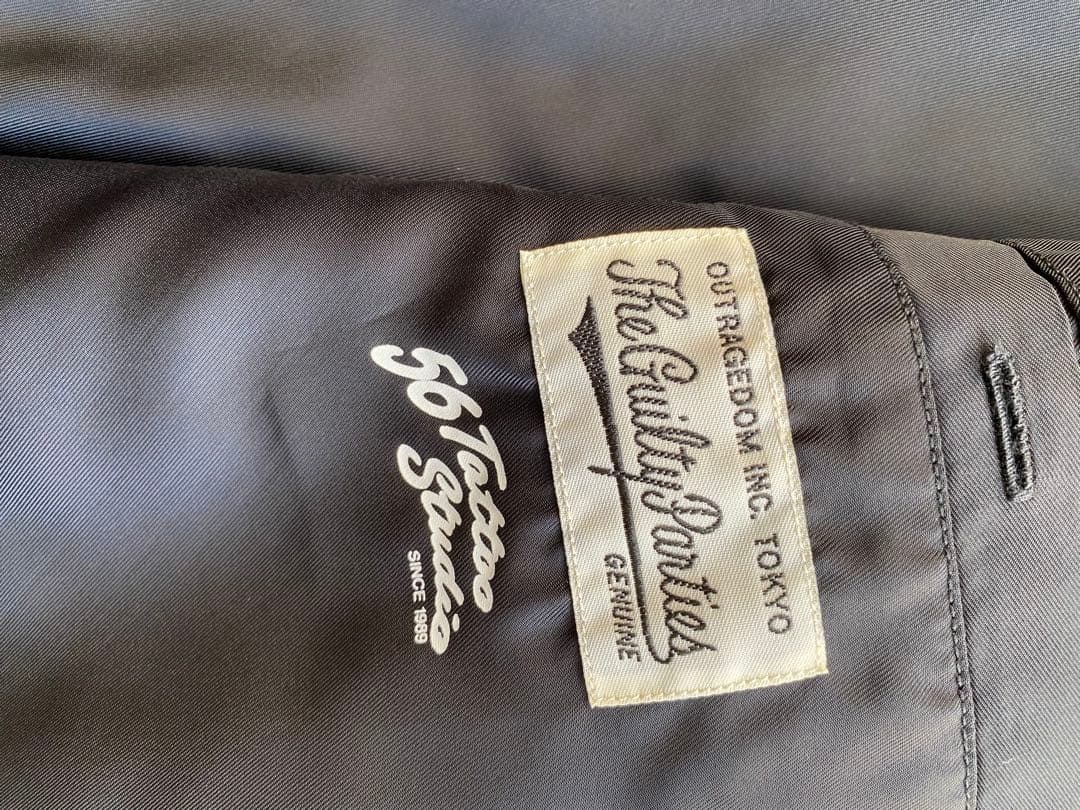 OUTRAGEDOM INC. TOKYO
The Guilty Parties
GENUINE
56 Tattoo
Studio
SINCE 1989